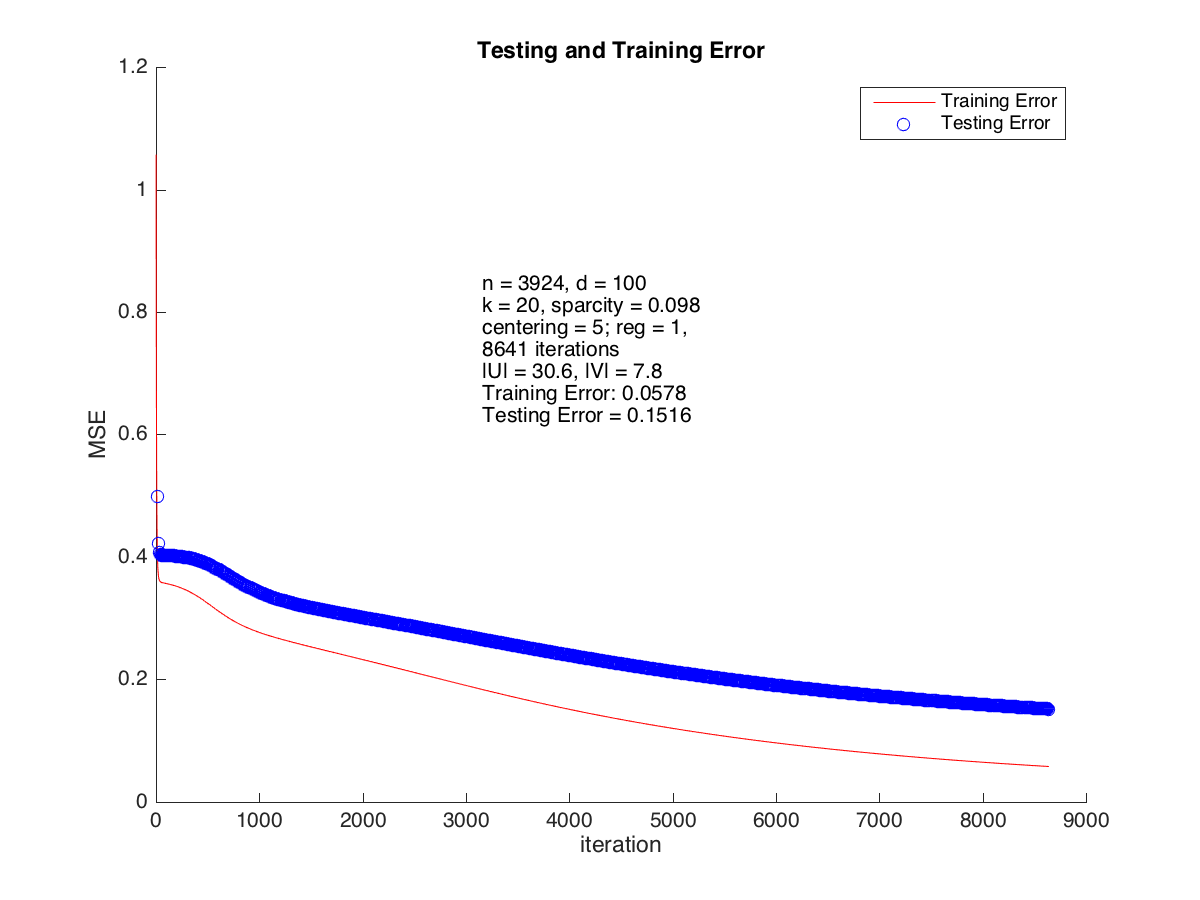 Testing and Training Error
1.2
1
0.8
0.6
0.4
0.2
0
MSE
Training Error
Testing Error
n = 3924, d = 100
k = 20, sparcity = 0.098
centering = 5; reg = 1,
8641 iterations
|U| = 30.6, |V| = 7.8
Training Error: 0.0578
Testing Error = 0.1516
0 1000 2000 3000 4000 5000 6000 7000 8000 9000
iteration